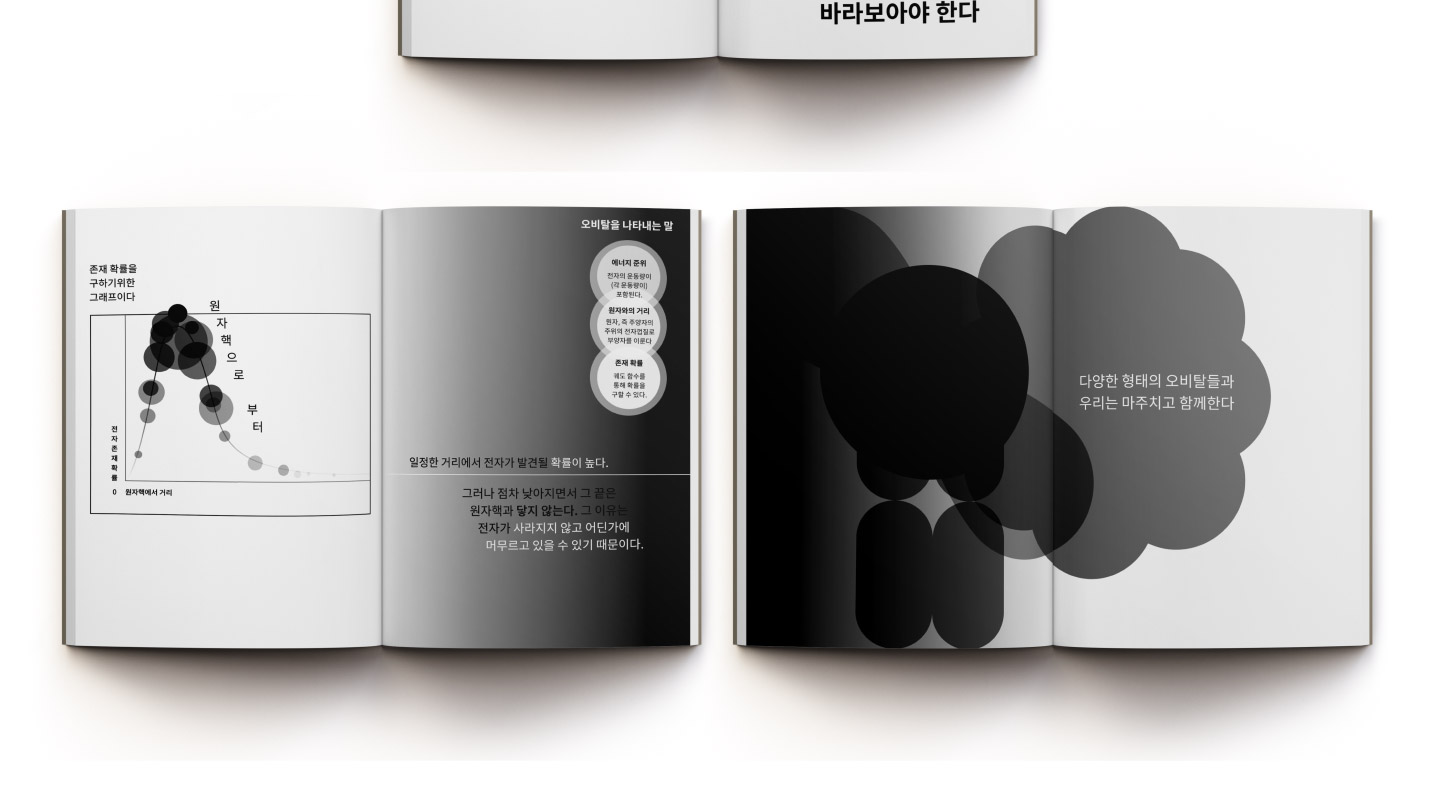 바라보아야 한다
존재 확률을
구하기위한
그래프이다
원
자
핵
으
로
부
터
전
자
존
재
확
률
0 원자핵에서 거리
오비탈을 나타내는 말
에너지 준위
전자의 운동량이
(각 운동량이)
포함된다.
원자와의 거리
원자, 즉 주양자의
주위의 전자껍질로
부양자를 이룬다
존재 확률
궤도 함수를
통해 확률을
구할 수 있다.
일정한 거리에서 전자가 발견될 확률이 높다.
그러나 점차 낮아지면서 그 끝은
원자핵과 닿지 않는다. 그 이유는
전자가 사라지지 않고 어딘가에
머무르고 있을 수 있기 때문이다.
다양한 형태의 오비탈들과
우리는 마주치고 함께한다